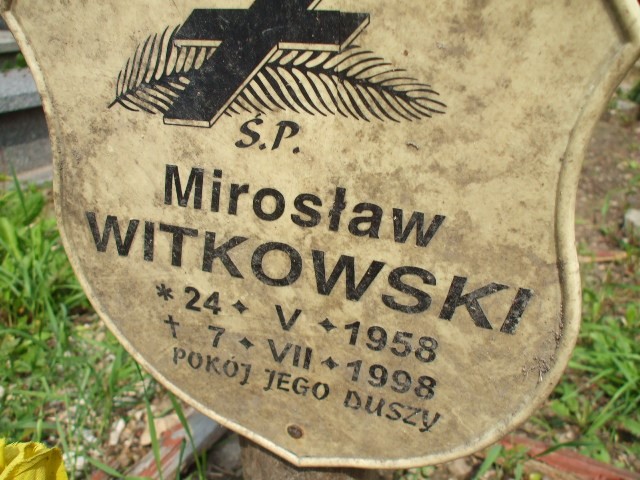 Ś.P.
Mirosław
WITKOWSKI
* 24 ✦ V ✦ 1958
† 7 ✦ VII ✦ 1998
POKÓJ JEGO DUSZY